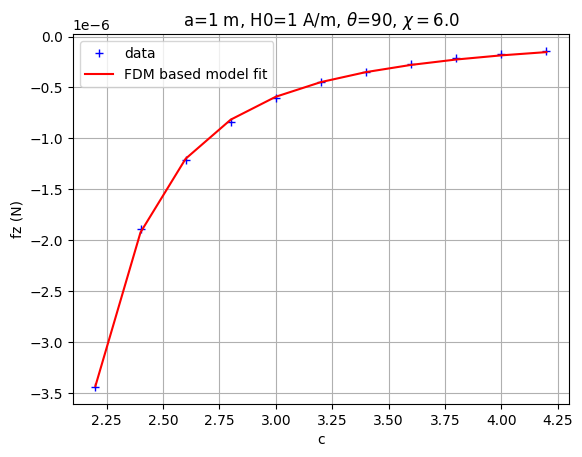 a=1 m, H0=1 A/m, θ=90, χ = 6.0
1e−6
data
FDM based model fit
0.0
−0.5
−1.0
−1.5
−2.0
−2.5
−3.0
−3.5
fz (N)
2.25 2.50 2.75 3.00 3.25 3.50 3.75 4.00 4.25
c